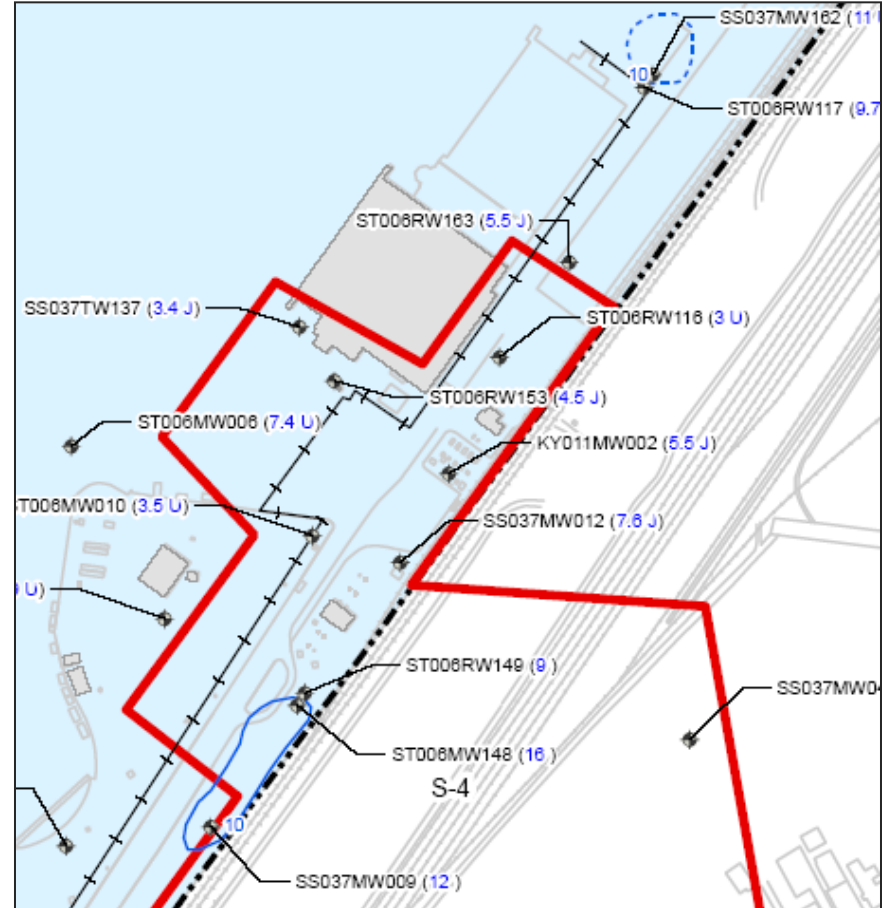 SS037MW162 (11 U
10
ST006RW117 (9.7
ST006RW163 (5.5 J)
SS037TW137 (3.4 J)
ST006RW116 (3 U)
ST006RW153 (4.5 J)
ST006MW006 (7.4 U)
KY011MW002 (5.5 J)
ST006MW010 (3.5 U)
SS037MW012 (7.6 J)
U)
ST006RW149 (9 )
SS037MW04
ST006MW148 (16 )
S-4
10
SS037MW009 (12 )